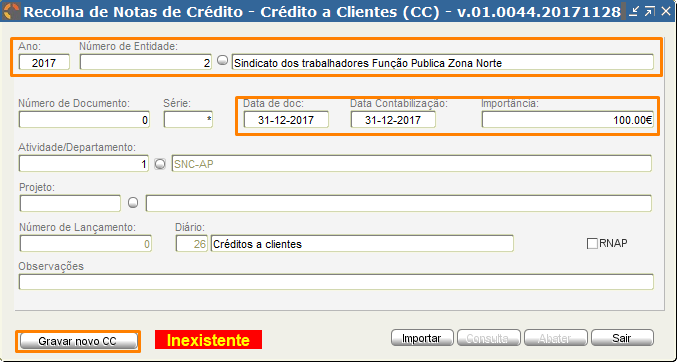 Recolha de Notas de Crédito - Crédito a Clientes (CC) - v.01.0044.20171128
Ano: Número de Entidade:
2017 2 Sindicato dos trabalhadores Função Publica Zona Norte
Número de Documento: Série: Data de doc: Data Contabilização: Importância:
0 * 31-12-2017 31-12-2017 100.00€
Atividade/Departamento:
1 SNC-AP
Projeto:
Número de Lançamento: Diário:
0 26 Créditos a clientes RNAP
Observações
Gravar novo CC Inexistente Importar Consulta Abater Sair